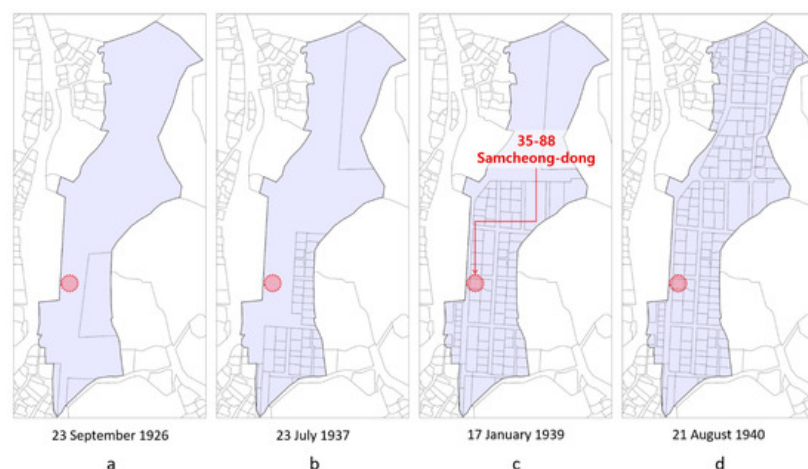 35-88
Samcheong-dong
23 September 1926
23 July 1937
17 January 1939
21 August 1940
a
b
c
d